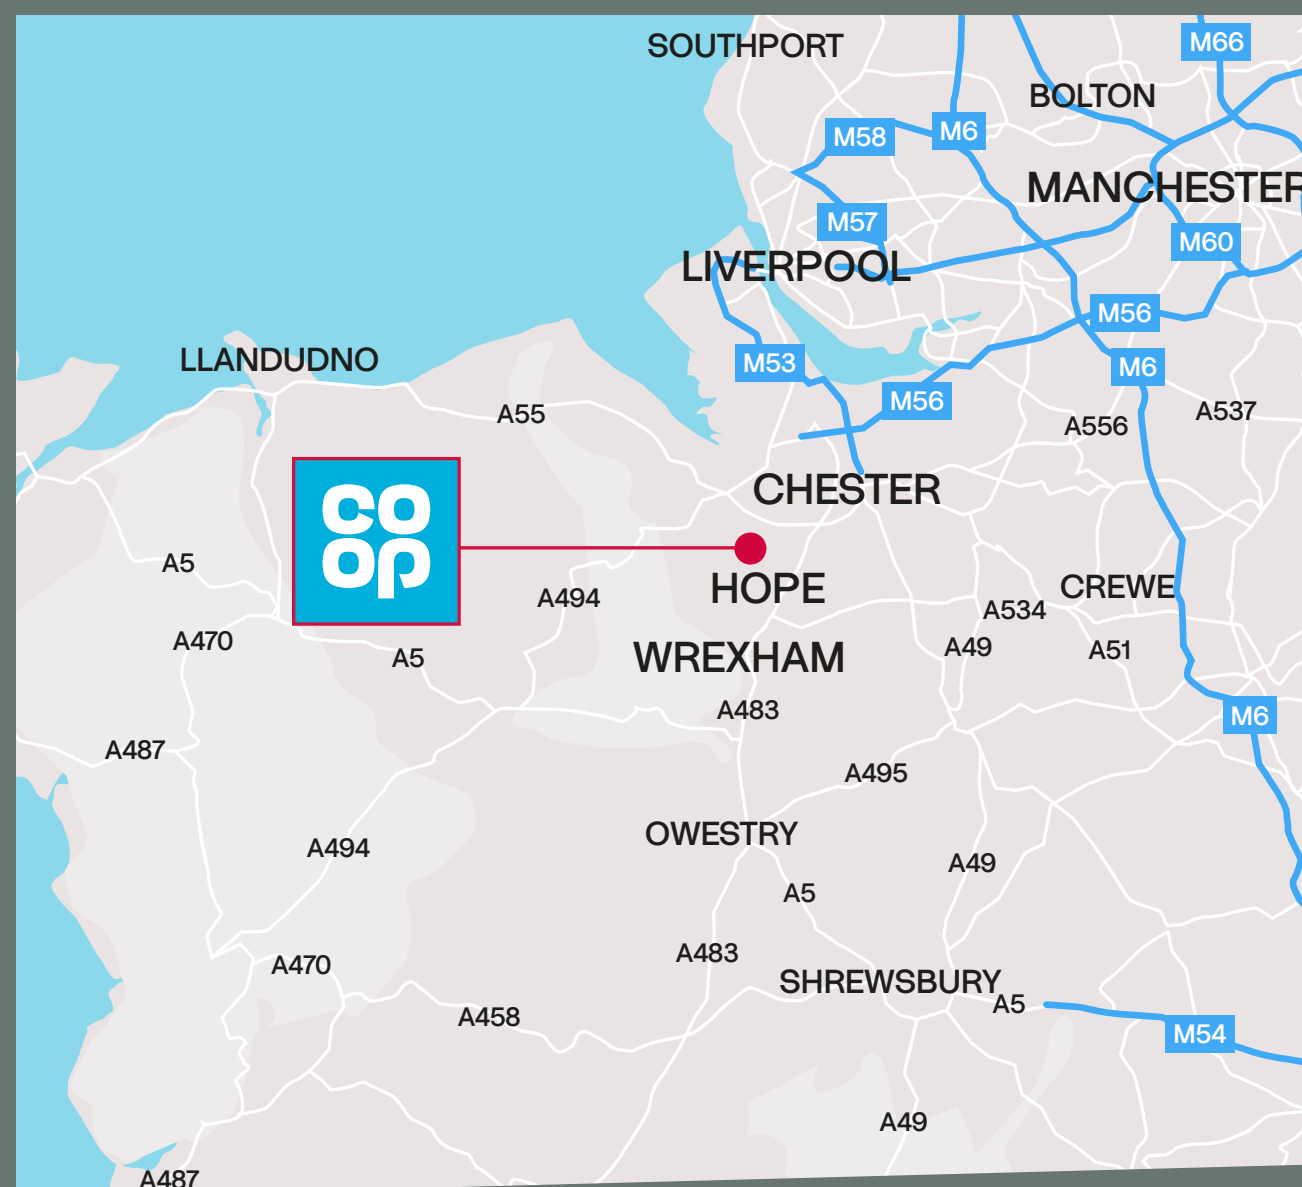 SOUTHPORT
M66
BOLTON
M58
M6
MANCHESTER
M57
M60
LIVERPOOL
M56
LLANDUDNO
M53
M6
M56
A55
A556
A537
CHESTER
CO
OP
A5
HOPE
CREWE
A494
A534
A470
A5
WREXHAM
A49
A51
A483
M6
A487
A495
OWESTRY
A494
A49
A5
A483
A470
SHREWSBURY
A5
A458
M54
A49
A487